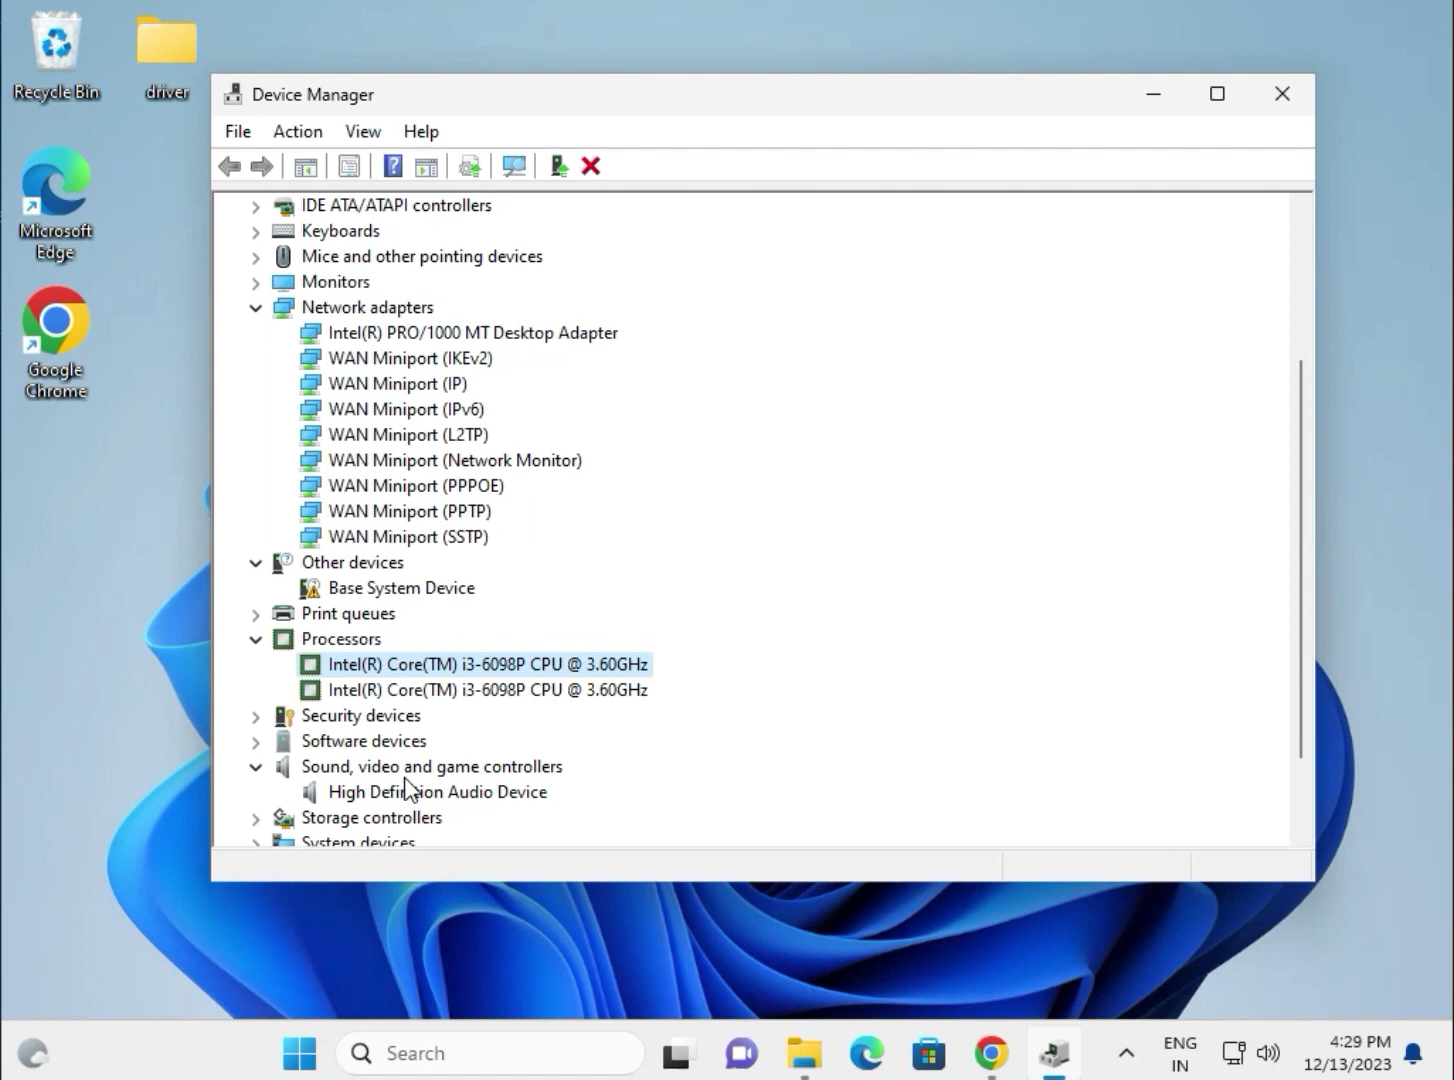 Recycle Bin
driver
Microsoft
Edge
Google
Chrome
Device Manager
File Action View Help
IDE ATA/ATAPI controllers
Keyboards
Mice and other pointing devices
Monitors
Network adapters
Intel(R) PRO/1000 MT Desktop Adapter
WAN Miniport (IKEv2)
WAN Miniport (IP)
WAN Miniport (IPv6)
WAN Miniport (L2TP)
WAN Miniport (Network Monitor)
WAN Miniport (PPPOE)
WAN Miniport (PPTP)
WAN Miniport (SSTP)
Other devices
Base System Device
Print queues
Processors
Intel(R) Core(TM) i3-6098P CPU @ 3.60GHz
Intel(R) Core(TM) i3-6098P CPU @ 3.60GHz
Security devices
Software devices
Sound, video and game controllers
High Definition Audio Device
Storage controllers
System devices
Search
ENG
IN
4:29 PM
12/13/2023